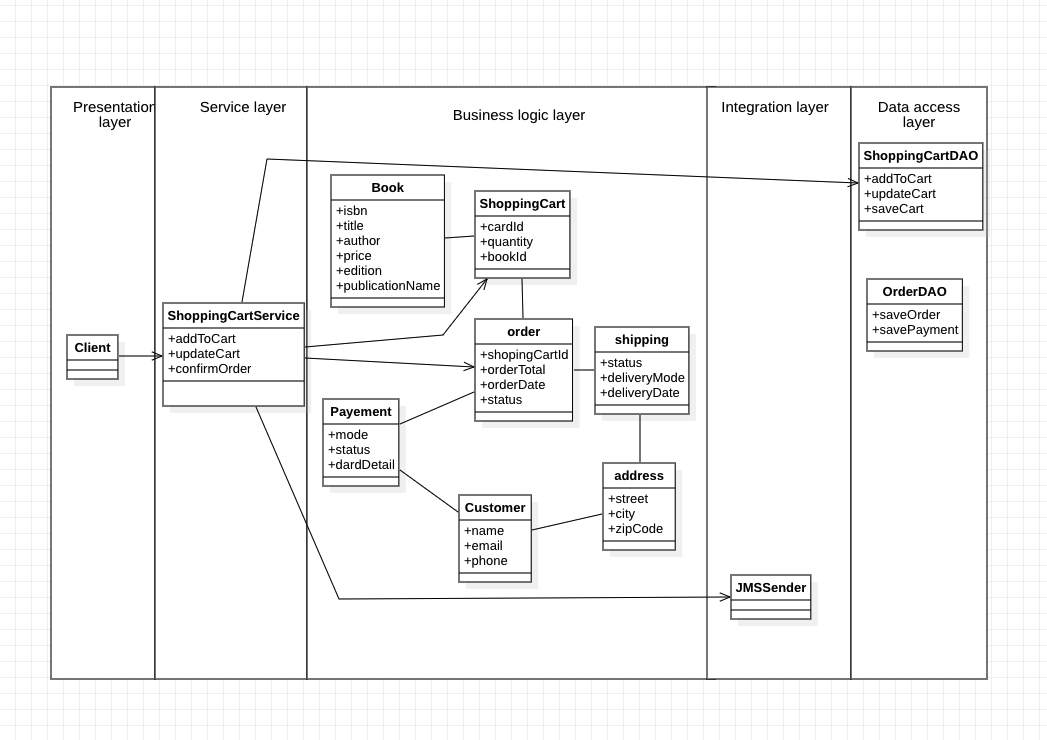 Presentation
layer
Service layer
Business logic layer
Integration layer
Data access
layer
Client
ShoppingCartService
+addToCart
+updateCart
+confirmOrder
Book
+isbn
+title
+author
+price
+edition
+publicationName
ShoppingCart
+cardId
+quantity
+bookId
order
+shopingCartId
+orderTotal
+orderDate
+status
shipping
+status
+deliveryMode
+deliveryDate
Payement
+mode
+status
+dardDetail
Customer
+name
+email
+phone
address
+street
+city
+zipCode
JMSSender
ShoppingCartDAO
+addToCart
+updateCart
+saveCart
OrderDAO
+saveOrder
+savePayment